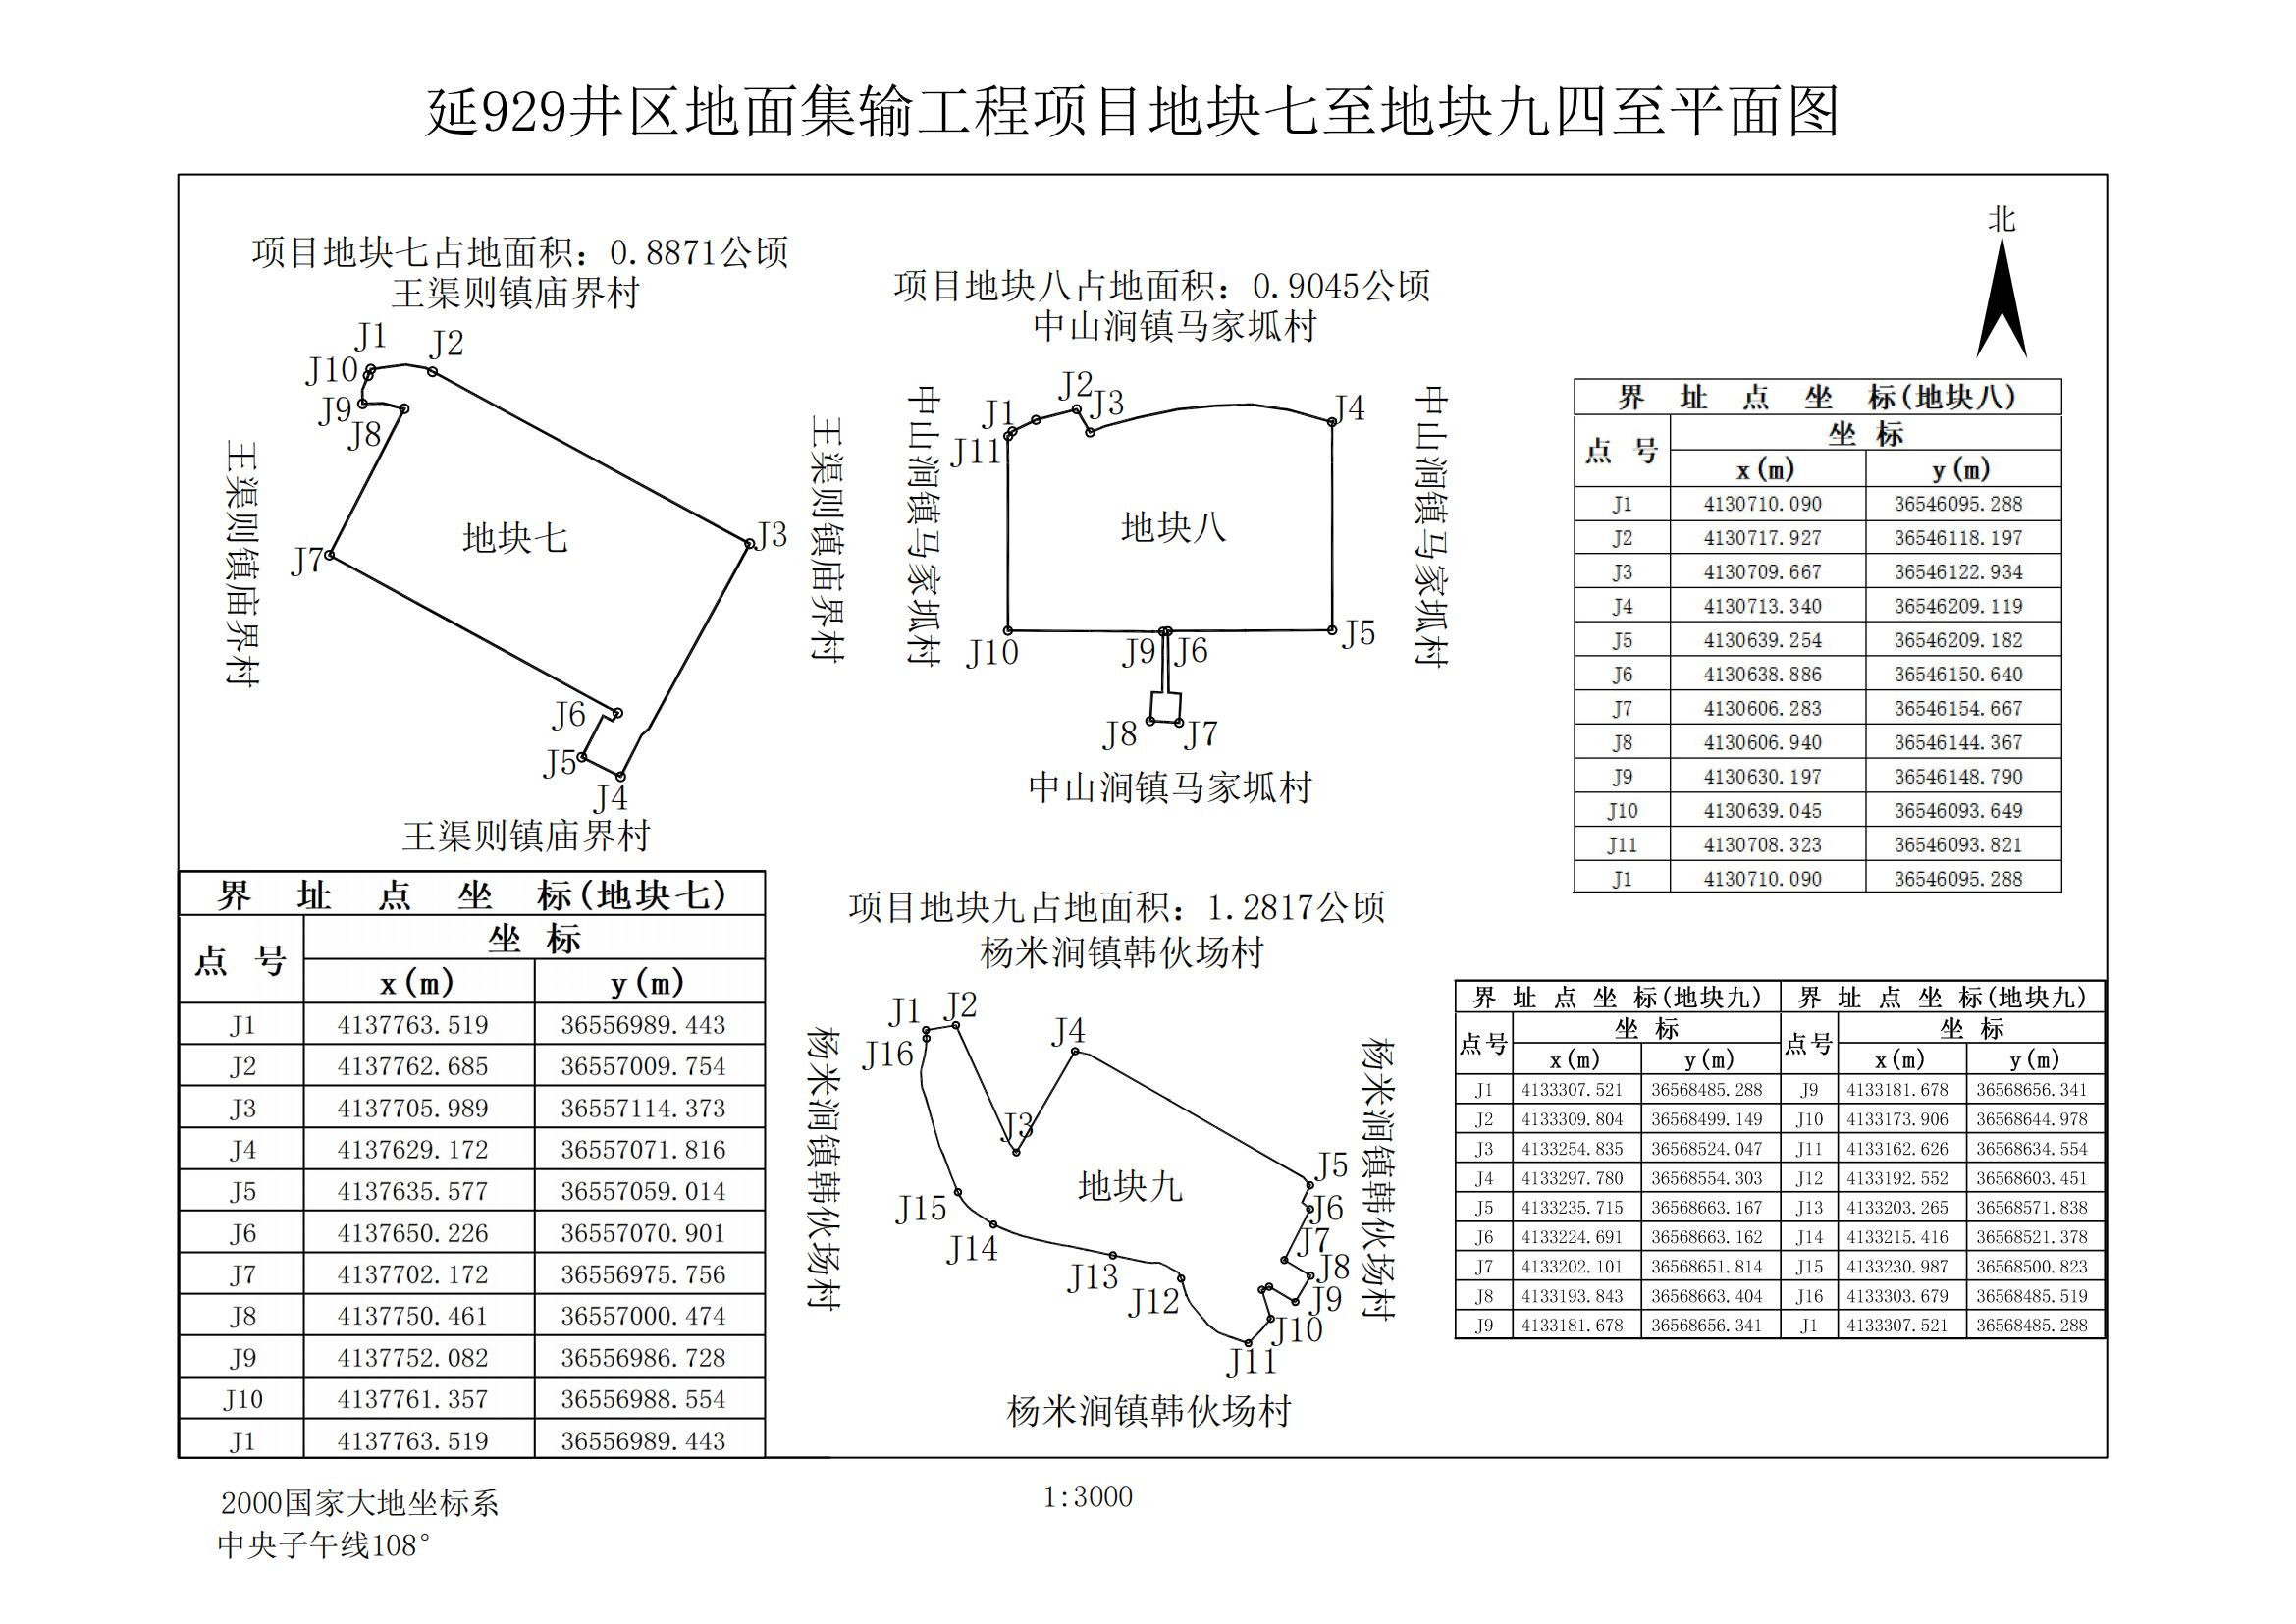 延929井区地面集输工程项目地块七至地块九四至平面图
北
项目地块七占地面积：0.8871公顷
王渠则镇庙界村
J1
J2
J10
J9
J8
J7
地块七
J3
J6
J5
J4
王渠则镇庙界村
王渠则镇庙界村
王渠则镇庙界村
项目地块八占地面积：0.9045公顷
中山涧镇马家坬村
J2
J1
J3
J4
J11
地块八
J10
J9
J6
J5
J8
J7
中山涧镇马家坬村
中山涧镇马家坬村
中山涧镇马家坬村
界 址 点 坐 标(地块八)
点 号 坐 标
x(m) y(m)
J1 4130710.090 36546095.288
J2 4130717.927 36546118.197
J3 4130709.667 36546122.934
J4 4130713.340 36546209.119
J5 4130639.254 36546209.182
J6 4130638.886 36546150.640
J7 4130606.283 36546154.667
J8 4130606.940 36546144.367
J9 4130630.197 36546148.790
J10 4130639.045 36546093.649
J11 4130708.323 36546093.821
J1 4130710.090 36546095.288
界 址 点 坐 标(地块七)
点 号 坐 标
x(m) y(m)
J1 4137763.519 36556989.443
J2 4137762.685 36557009.754
J3 4137705.989 36557114.373
J4 4137629.172 36557071.816
J5 4137635.577 36557059.014
J6 4137650.226 36557070.901
J7 4137702.172 36556975.756
J8 4137750.461 36557000.474
J9 4137752.082 36556986.728
J10 4137761.357 36556988.554
J1 4137763.519 36556989.443
项目地块九占地面积：1.2817公顷
杨米涧镇韩伙场村
J1
J2
J4
J16
J3
J5
地块九
J6
J15
J14
J7
J8
J13
J12
J9
J10
J11
杨米涧镇韩伙场村
杨米涧镇韩伙场村
杨米涧镇韩伙场村
界 址 点 坐 标(地块九) 界 址 点 坐 标(地块九)
点号 坐 标 点号 坐 标
x(m) y(m) x(m) y(m)
J1 4133307.521 36568485.288 J9 4133181.678 36568656.341
J2 4133309.804 36568499.149 J10 4133173.906 36568644.978
J3 4133254.835 36568524.047 J11 4133162.626 36568634.554
J4 4133297.780 36568554.303 J12 4133192.552 36568603.451
J5 4133235.715 36568663.167 J13 4133203.265 36568571.838
J6 4133224.691 36568663.162 J14 4133215.416 36568521.378
J7 4133202.101 36568651.814 J15 4133230.987 36568500.823
J8 4133193.843 36568663.404 J16 4133303.679 36568485.519
J9 4133181.678 36568656.341 J1 4133307.521 36568485.288
2000国家大地坐标系
中央子午线108°
1:3000